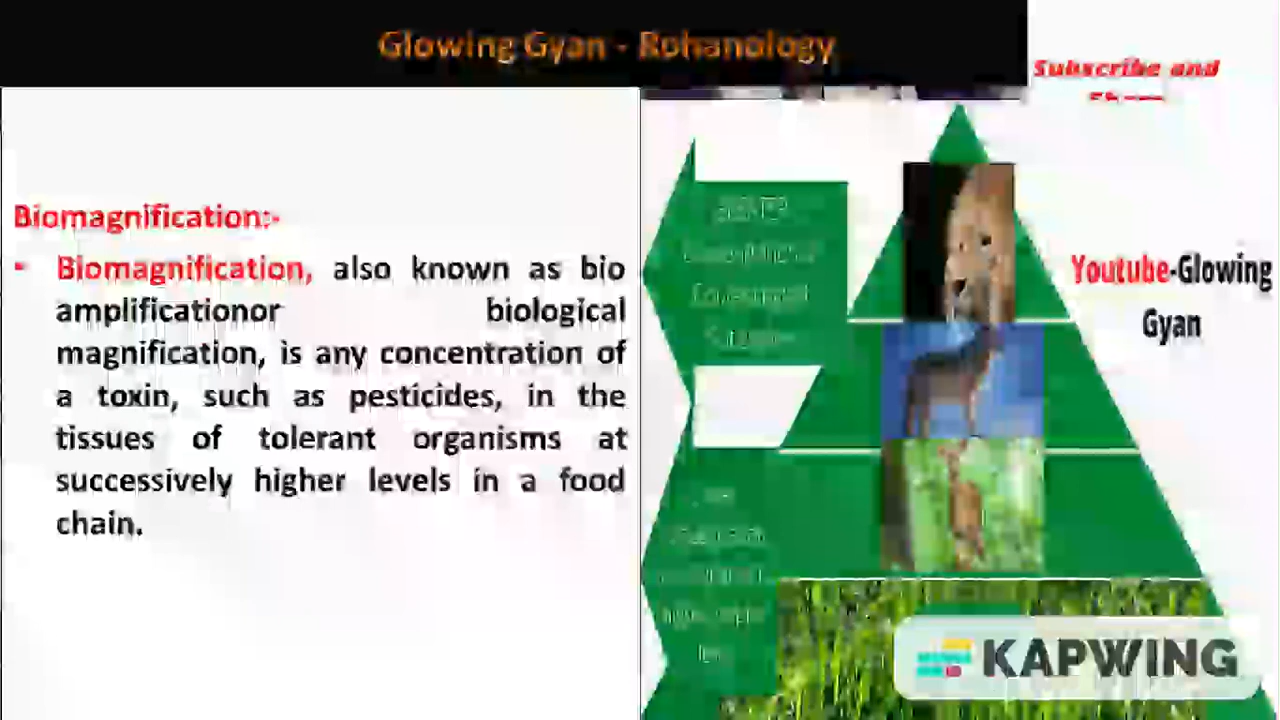 Glowing Gyan - Rohanology
Subscribe and
Share
Biomagnification:-
• Biomagnification, also known as bio
amplificationor biological
magnification, is any concentration of
a toxin, such as pesticides, in the
tissues of tolerant organisms at
successively higher levels in a food
chain.
Youtube-Glowing
Gyan
KAPWING